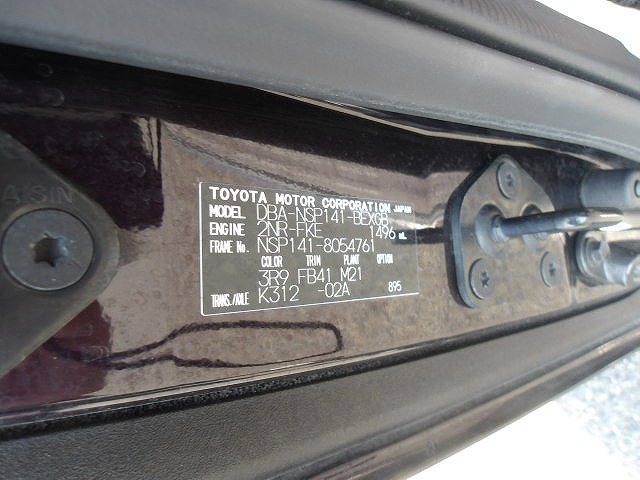 AISIN
TOYOTA MOTOR CORPORATION JAPAN
MODEL DBA-NSP141-BEXGB
ENGINE 2NR-FKE 1496 mL
FRAME No. NSP141-8054761
COLOR TRIM PLANT OPTION
3R9 FB41 M21
TRANS./AXLE K312 -02A 895